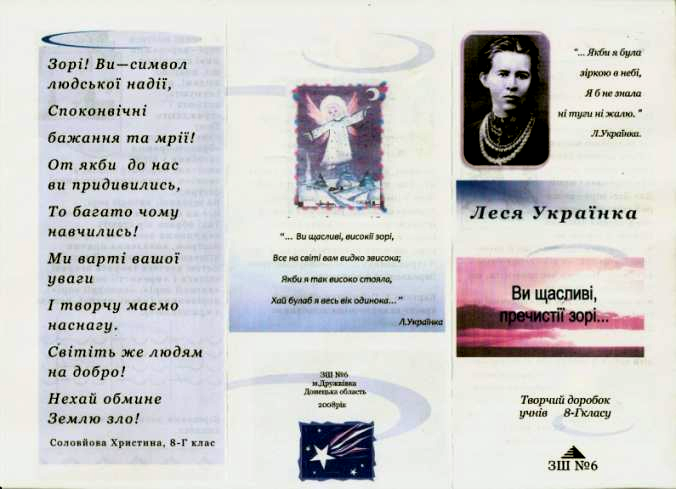 Зорі! Ви—символ
людської надії,
Споконвічні
бажання та мрії!
От якби до нас
ви придивились,
То багато чому
навчились!
Ми варті вашої
уваги
І творчу маємо
наснагу.
Світіть же людям
на добро!
Нехай обмине
Землю зло!
Соловйова Христина, 8-Г клас
“... Ви щасливі, високії зорі,
Все на світі вам видко звисока;
Якби я так високо стояла,
Хай булаб я весь вік одинока...”
Л.Українка
ЗШ №6
м.Дружківка
Донецька область
2008рік
“... Якби я була
зіркою в небі,
Я б не знала
ні туги ні жалю.”
Л.Українка.
Леся Українка
Ви щасливі,
пречистії зорі...
Творчий доробок
учнів 8-Гкласу
ЗШ №6